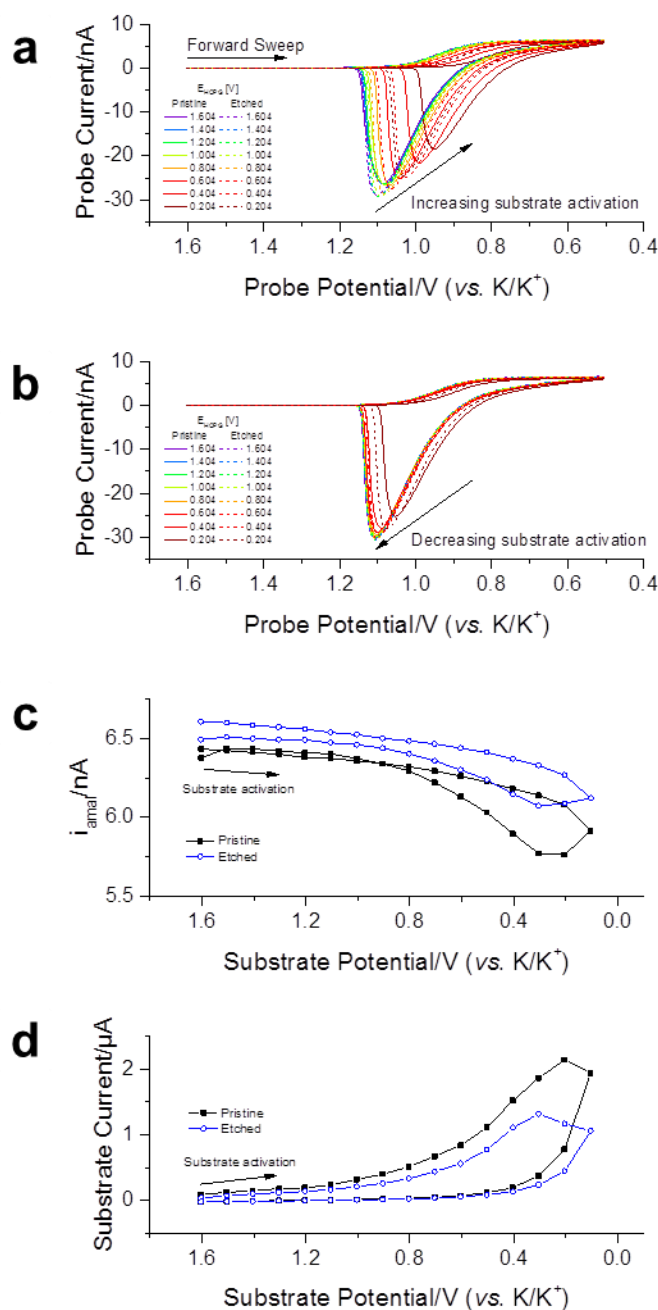 a
10
0
-10
-20
-30
Probe Current/nA
Forward Sweep
E_HOPG [V]
Pristine Etched
1.604 1.604
1.404 1.404
1.204 1.204
1.004 1.004
0.804 0.804
0.604 0.604
0.404 0.404
0.204 0.204
Increasing substrate activation
1.6 1.4 1.2 1.0 0.8 0.6 0.4
Probe Potential/V (vs. K/K⁺)
b
10
0
-10
-20
-30
Probe Current/nA
E_HOPG [V]
Pristine Etched
1.604 1.604
1.404 1.404
1.204 1.204
1.004 1.004
0.804 0.804
0.604 0.604
0.404 0.404
0.204 0.204
Decreasing substrate activation
1.6 1.4 1.2 1.0 0.8 0.6 0.4
Probe Potential/V (vs. K/K⁺)
c
6.5
6.0
5.5
i_amal/nA
Substrate activation
Pristine
Etched
1.6 1.2 0.8 0.4 0.0
Substrate Potential/V (vs. K/K⁺)
d
2
1
0
Substrate Current/µA
Pristine
Etched
Substrate activation
1.6 1.2 0.8 0.4 0.0
Substrate Potential/V (vs. K/K⁺)